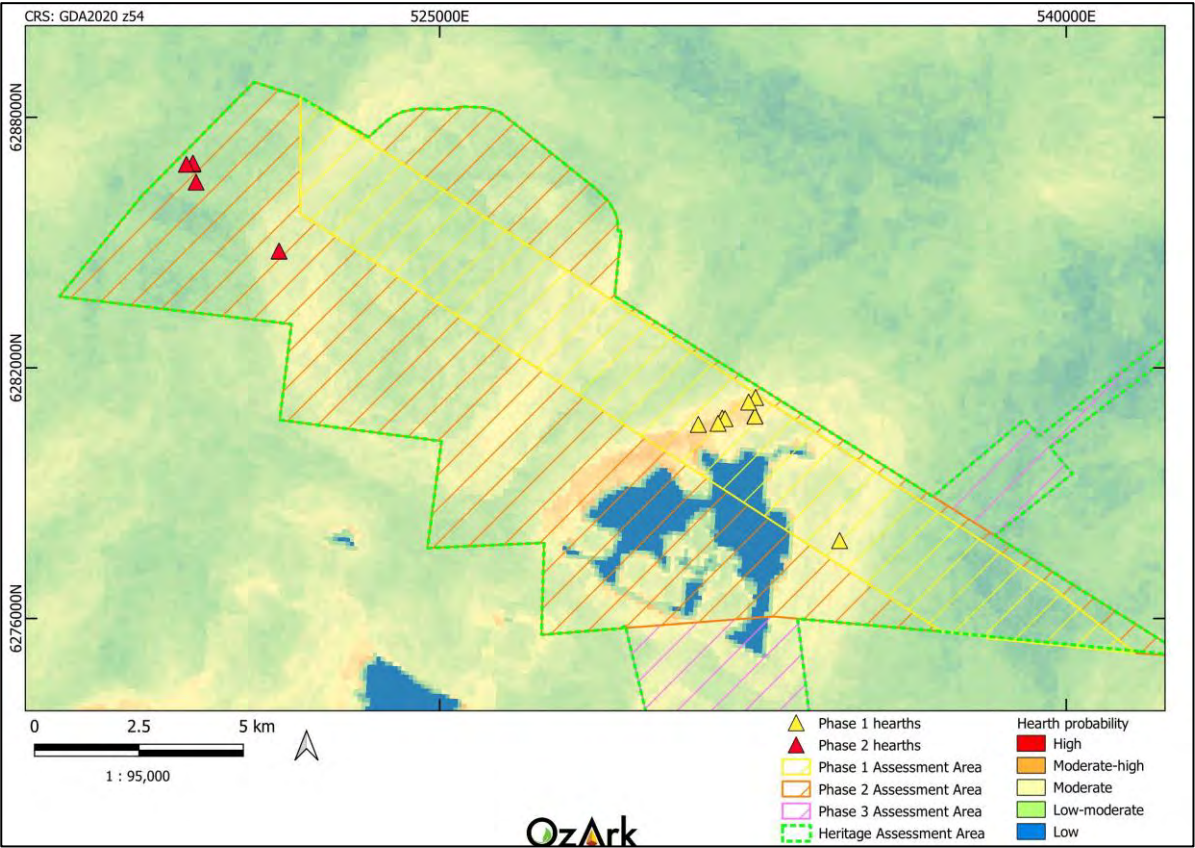 CRS: GDA2020 z54
525000E
540000E
6288000N
6282000N
6276000N
0 2.5 5 km
1 : 95,000
Phase 1 hearths
Phase 2 hearths
Phase 1 Assessment Area
Phase 2 Assessment Area
Phase 3 Assessment Area
Heritage Assessment Area
Hearth probability
High
Moderate-high
Moderate
Low-moderate
Low
OzArk